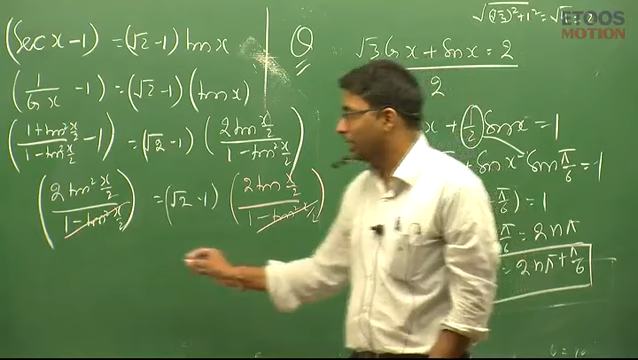 (Sec x - 1) = (√2 - 1) tan x
(1/Cos x - 1) = (√2 - 1) (tan x)
(1 + tan² x/2 / 1 - tan² x/2 - 1) = (√2 - 1) (2 tan x/2 / 1 - tan² x/2)
(2 tan² x/2 / 1 - tan² x/2) = (√2 - 1) (2 tan x/2 / 1 - tan² x/2)
Q
√(√3)² + 1² = √4 = 2
ETOOS
MOTION
√3 Cos x + Sin x = 2
2
x + 1/2 Sin x = 1
+ Sin x Sin π/6 = 1
π/6) = 1
π/6 = 2nπ
= 2nπ + π/6